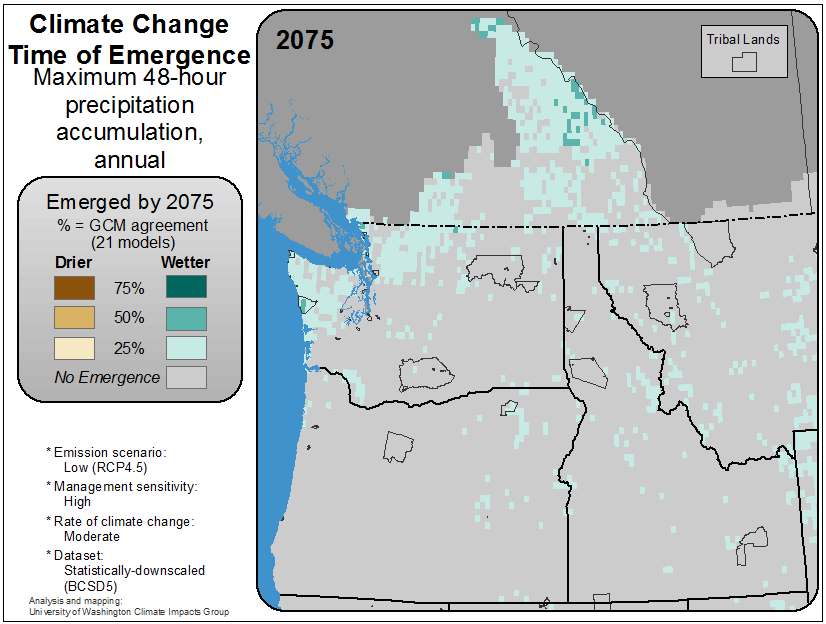 Climate Change
Time of Emergence
Maximum 48-hour
precipitation
accumulation,
annual
Emerged by 2075
% = GCM agreement
(21 models)
Drier Wetter
75%
50%
25%
No Emergence
* Emission scenario:
Low (RCP4.5)
* Management sensitivity:
High
* Rate of climate change:
Moderate
* Dataset:
Statistically-downscaled
(BCSD5)
Analysis and mapping:
University of Washington Climate Impacts Group
2075
Tribal Lands